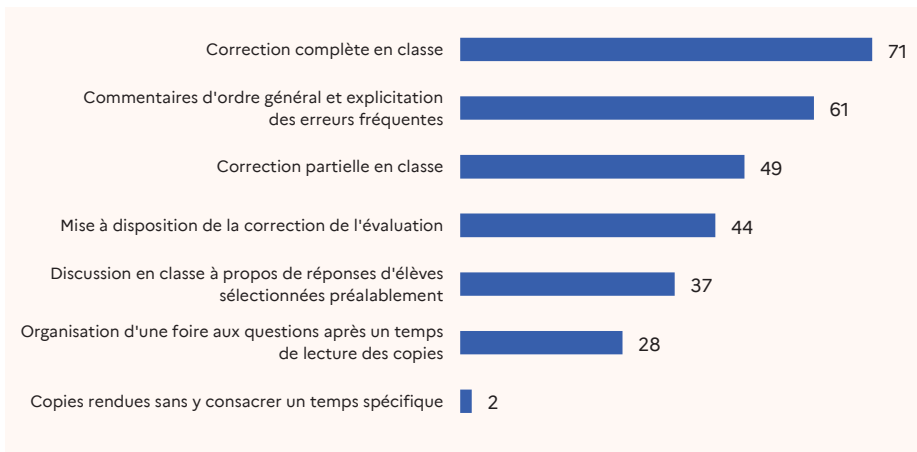 Correction complète en classe
71
Commentaires d'ordre général et explicitation
des erreurs fréquentes
61
Correction partielle en classe
49
Mise à disposition de la correction de l'évaluation
44
Discussion en classe à propos de réponses d'élèves
sélectionnées préalablement
37
Organisation d'une foire aux questions après un temps
de lecture des copies
28
Copies rendues sans y consacrer un temps spécifique
2